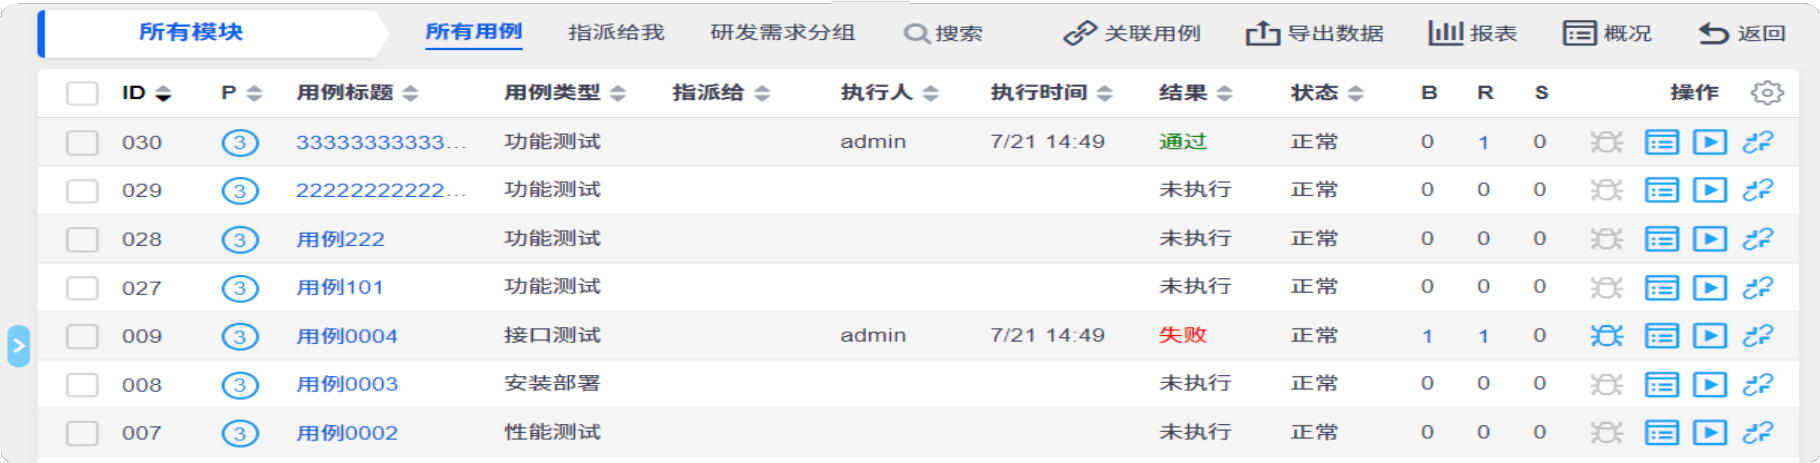 所有模块 所有用例 指派给我 研发需求分组 搜索 关联用例 导出数据 报表 概况 返回
ID P 用例标题 用例类型 指派给 执行人 执行时间 结果 状态 B R S 操作
030 3 33333333333... 功能测试 admin 7/21 14:49 通过 正常 0 1 0
029 3 22222222222... 功能测试 未执行 正常 0 0 0
028 3 用例222 功能测试 未执行 正常 0 0 0
027 3 用例101 功能测试 未执行 正常 0 0 0
009 3 用例0004 接口测试 admin 7/21 14:49 失败 正常 1 1 0
008 3 用例0003 安装部署 未执行 正常 0 0 0
007 3 用例0002 性能测试 未执行 正常 0 0 0